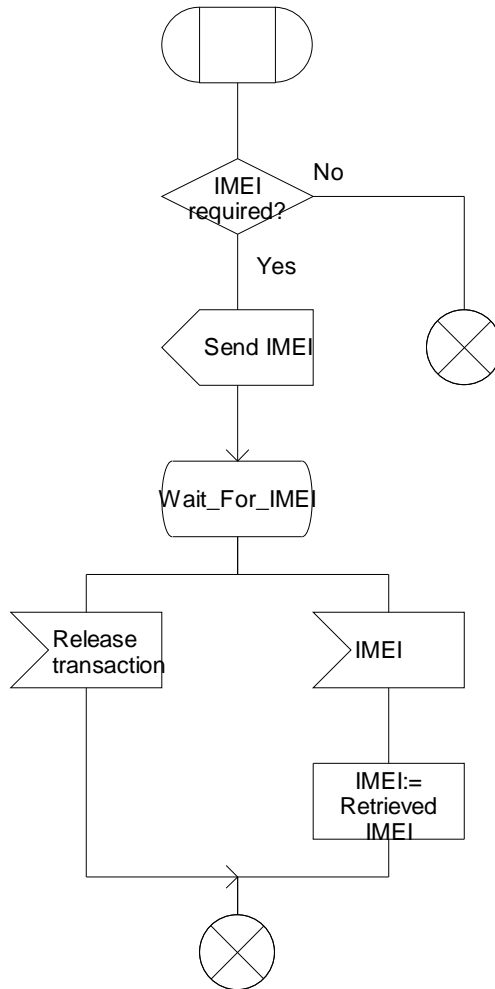 No
IMEI
required?
Yes
Send IMEI
Wait_For_IMEI
Release
transaction
IMEI
IMEI:=
Retrieved
IMEI